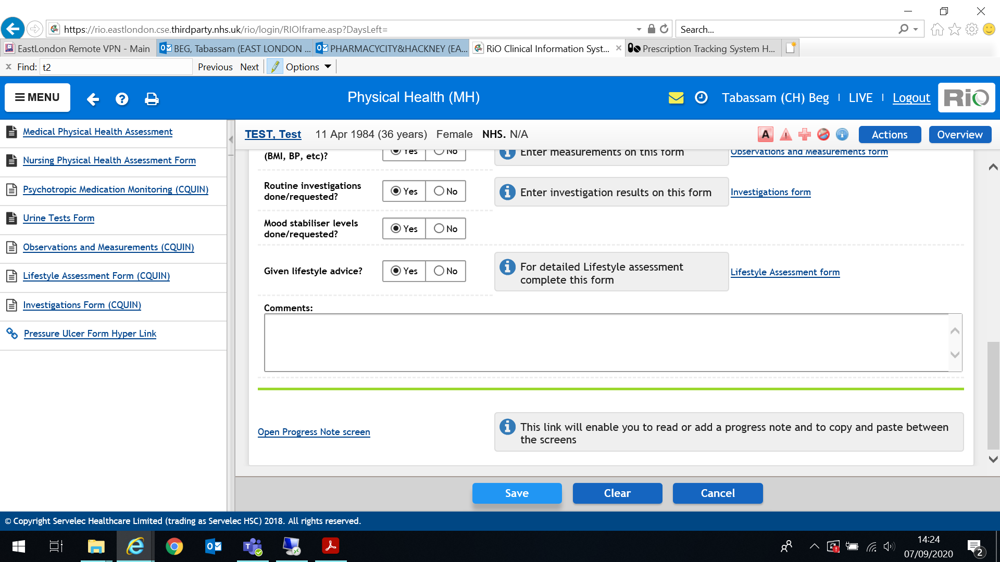 https://rio.eastlondon.cse.thirdparty.nhs.uk/rio/login/RIOIframe.asp?DaysLeft=
Search...
EastLondon Remote VPN - Main
BEG, Tabassam (EAST LONDON ...
PHARMACYCITY&HACKNEY (EA...
RiO Clinical Information Syst...
Prescription Tracking System H...
x Find: t2 Previous Next Options
MENU
Physical Health (MH)
Tabassam (CH) Beg | LIVE | Logout
RiO
Medical Physical Health Assessment
Nursing Physical Health Assessment Form
Psychotropic Medication Monitoring (CQUIN)
Urine Tests Form
Observations and Measurements (CQUIN)
Lifestyle Assessment Form (CQUIN)
Investigations Form (CQUIN)
Pressure Ulcer Form Hyper Link
TEST, Test 11 Apr 1984 (36 years) Female NHS. N/A
A
Actions
Overview
(BMI, BP, etc)?
Yes No
Enter measurements on this form
Observations and Measurements form
Routine investigations
done/requested?
Yes No
Enter investigation results on this form
Investigations form
Mood stabiliser levels
done/requested?
Yes No
Given lifestyle advice?
Yes No
For detailed Lifestyle assessment
complete this form
Lifestyle Assessment form
Comments:
Open Progress Note screen
This link will enable you to read or add a progress note and to copy and paste between
the screens
Save
Clear
Cancel
© Copyright Servelec Healthcare Limited (trading as Servelec HSC) 2018. All rights reserved.
14:24
07/09/2020
2